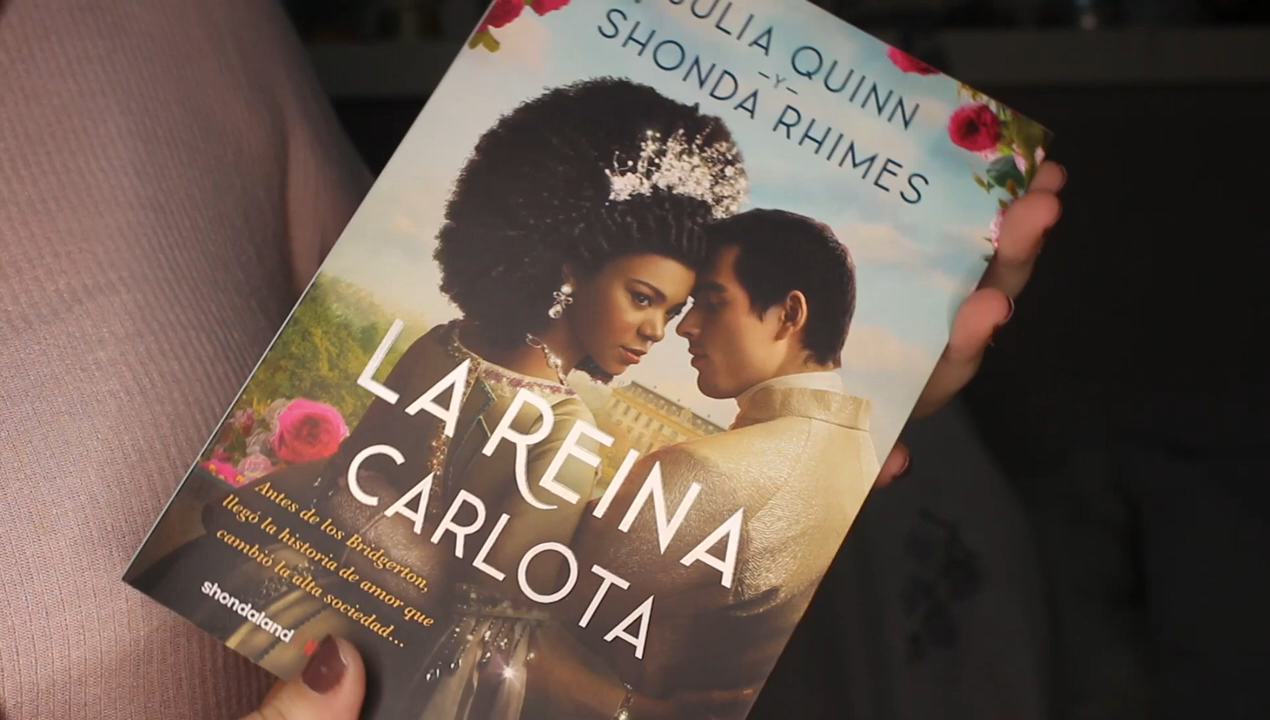 JULIA QUINN
-Y-
SHONDA RHIMES
LA REINA
CARLOTA
Antes de los Bridgerton,
llegó la historia de amor que
cambió la alta sociedad...
shondaland